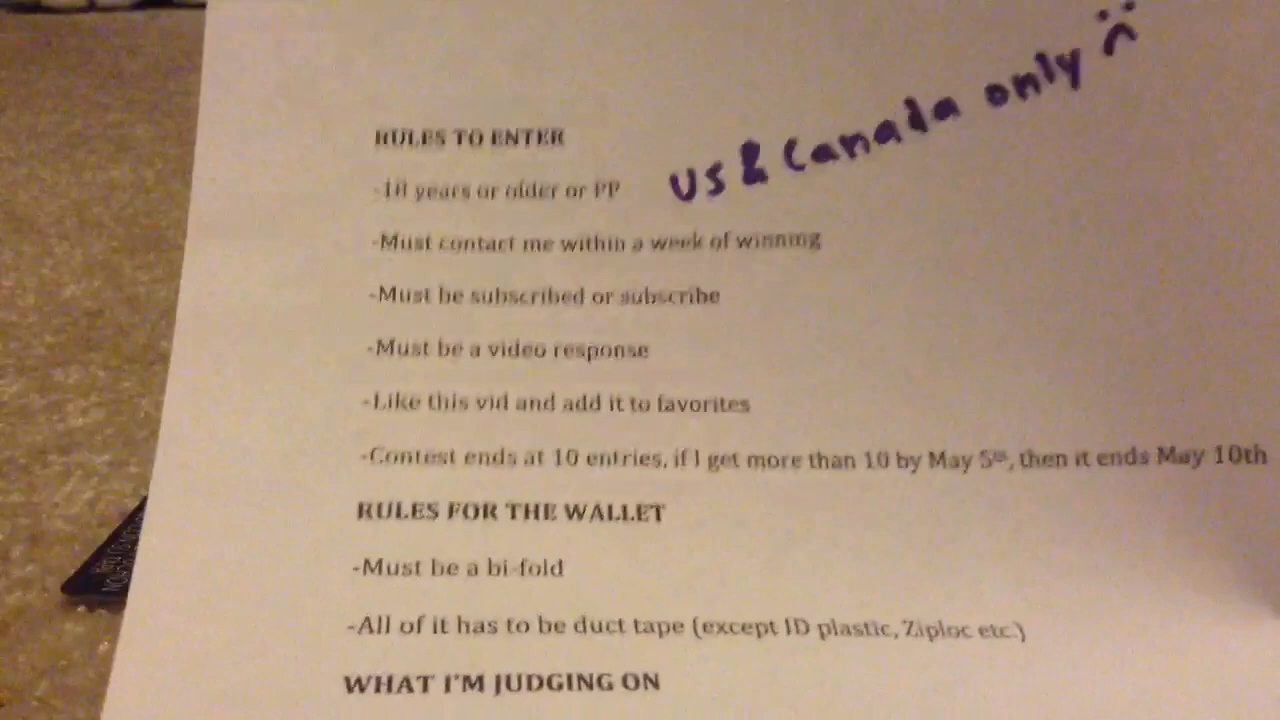 US & Canada only
RULES TO ENTER
-18 years or older or PP
-Must contact me within a week of winning
-Must be subscribed or subscribe
-Must be a video response
-Like this vid and add it to favorites
-Contest ends at 10 entries, if I get more than 10 by May 5th, then it ends May 10th
RULES FOR THE WALLET
-Must be a bi-fold
-All of it has to be duct tape (except ID plastic, Ziploc etc.)
WHAT I'M JUDGING ON